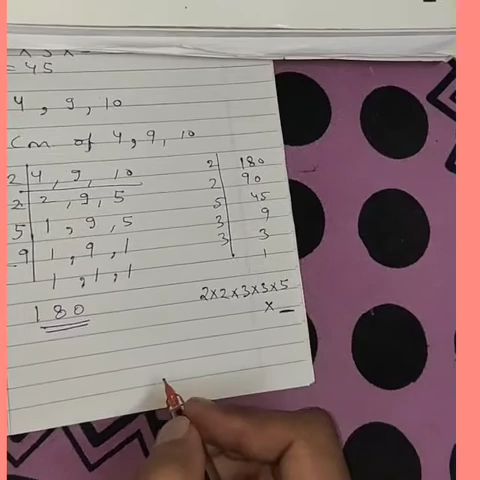 = 45
4, 9, 10
Cm of 4, 9, 10
2 | 4, 9, 10
2 | 2, 9, 5
5 | 1, 9, 5
9 | 1, 9, 1
1, 1, 1
180
2 | 180
2 | 90
5 | 45
3 | 9
3 | 3
1
2×2×3×3×5
× _